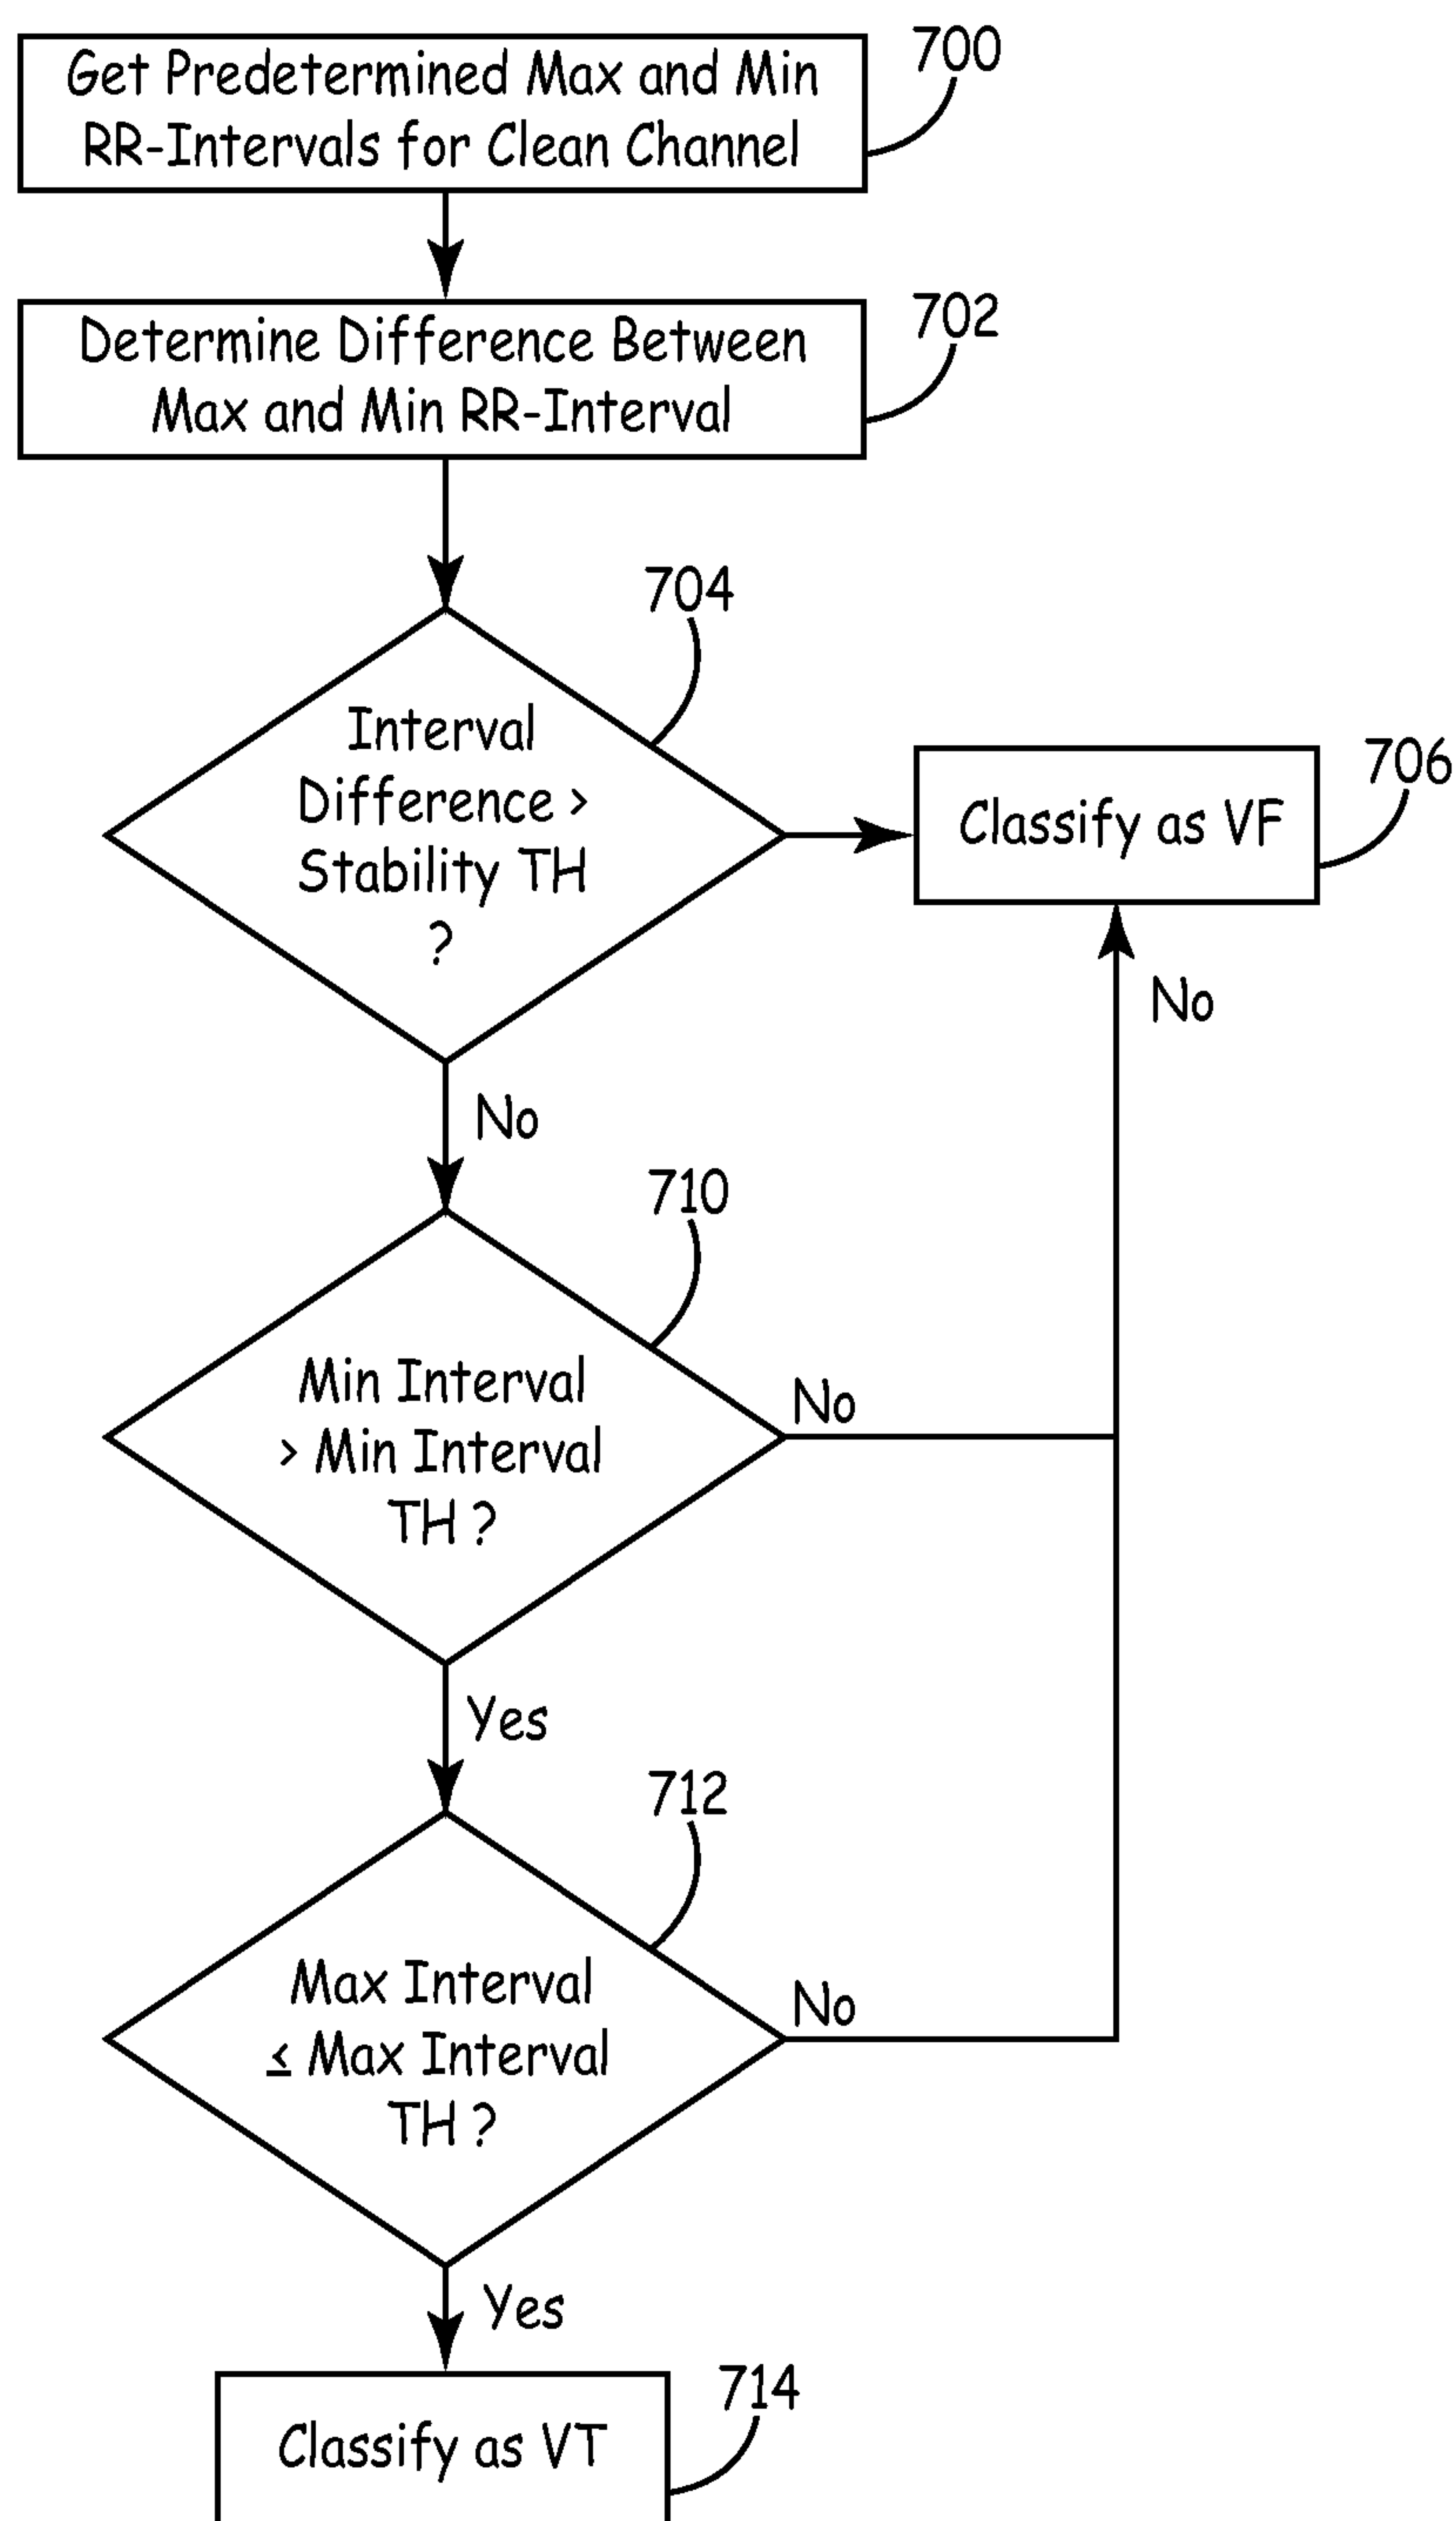 700
Get Predetermined Max and Min
RR-Intervals for Clean Channel
702
Determine Difference Between
Max and Min RR-Interval
704
Interval
Difference >
Stability TH
?
706
Classify as VF
No
No
710
Min Interval
> Min Interval
TH ?
No
Yes
712
Max Interval
≤ Max Interval
TH ?
No
Yes
714
Classify as VT